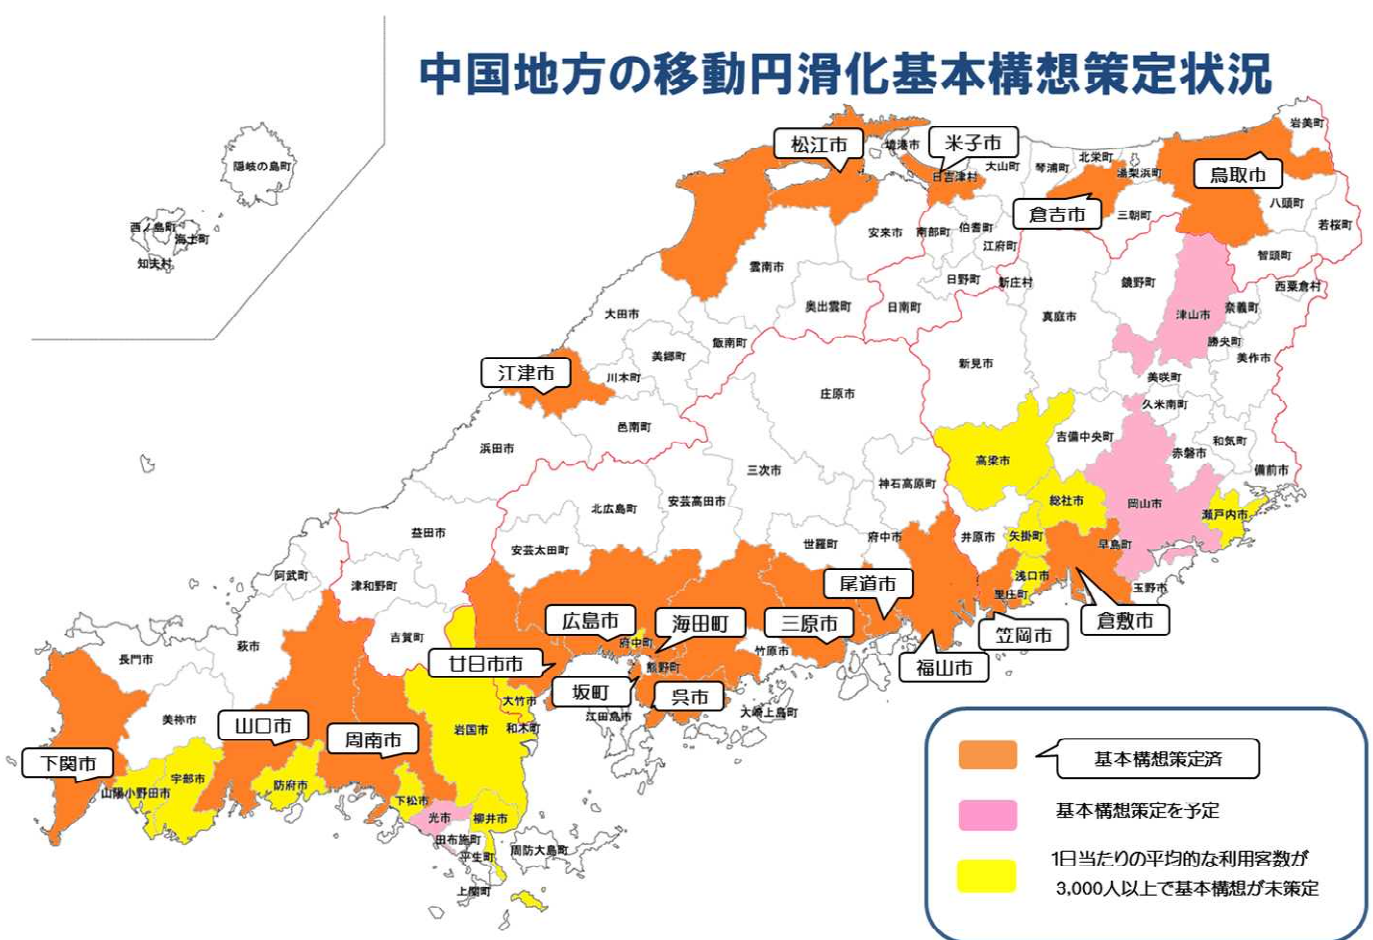 中国地方の移動円滑化基本構想策定状況
岩美町
松江市
境港市
米子市
大山町
琴浦町
北栄町
湯梨浜町
鳥取市
隠岐の島町
日吉津村
倉吉市
三朝町
八頭町
若桜町
西ノ島町
海士町
知夫村
安来市
南部町
伯耆町
江府町
智頭町
雲南市
日野町
新庄村
鏡野町
西粟倉村
奥出雲町
日南町
真庭市
津山市
奈義町
大田市
飯南町
勝央町
美郷町
新見市
美作市
江津市
川本町
美咲町
庄原市
久米南町
邑南町
吉備中央町
和気町
浜田市
赤磐市
高梁市
三次市
備前市
神石高原町
安芸高田市
総社市
岡山市
北広島町
瀬戸内市
益田市
世羅町
府中市
井原市
矢掛町
早島町
安芸太田町
阿武町
津和野町
尾道市
浅口市
玉野市
里庄町
広島市
海田町
三原市
笠岡市
倉敷市
吉賀町
府中町
萩市
竹原市
長門市
廿日市市
熊野町
福山市
坂町
呉市
大竹市
江田島市
大崎上島町
美祢市
山口市
周南市
岩国市
和木町
下関市
基本構想策定済
宇部市
防府市
山陽小野田市
下松市
光市
柳井市
基本構想策定を予定
田布施町
平生町
周防大島町
1日当たりの平均的な利用客数が
3,000人以上で基本構想が未策定
上関町